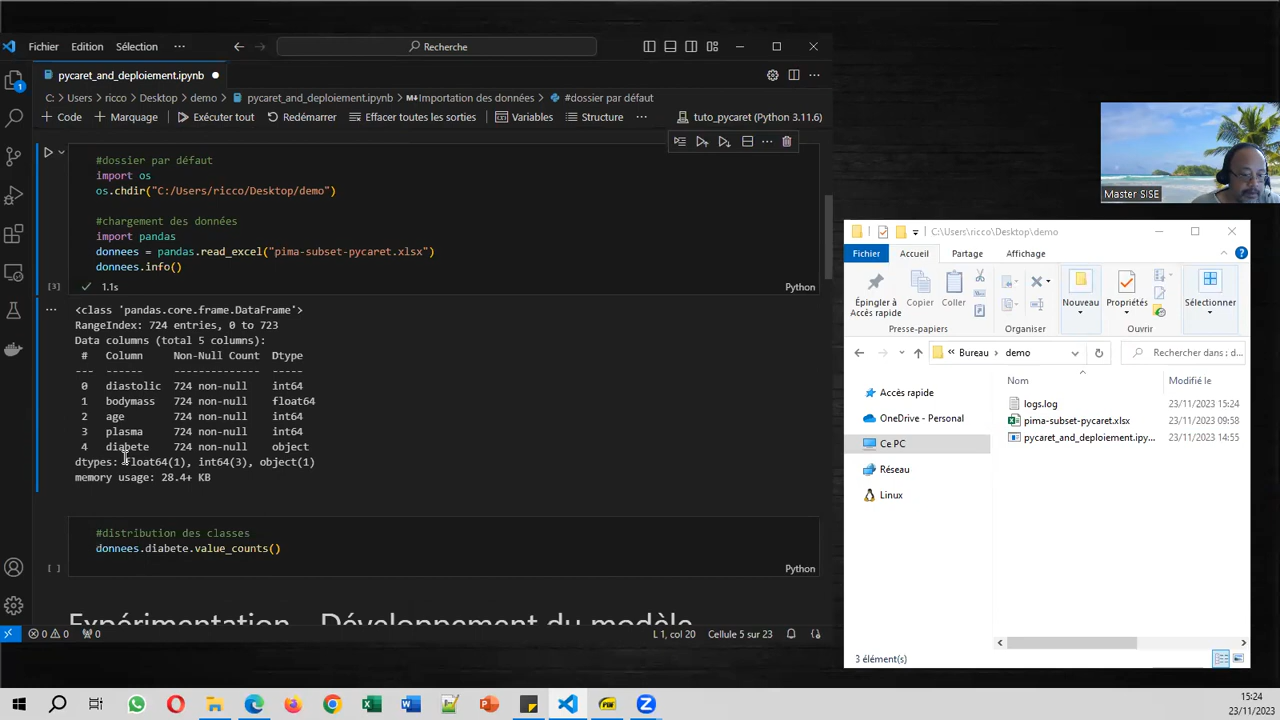 Fichier Edition Sélection ··· Recherche
pycaret_and_deploiement.ipynb
C: > Users > ricco > Desktop > demo > pycaret_and_deploiement.ipynb > M↓Importation des données > #dossier par défaut
+ Code + Marquage Exécuter tout Redémarrer Effacer toutes les sorties Variables Structure ··· tuto_pycaret (Python 3.11.6)
#dossier par défaut
import os
os.chdir("C:/Users/ricco/Desktop/demo")
#chargement des données
import pandas
donnees = pandas.read_excel("pima-subset-pycaret.xlsx")
donnees.info()
[3] ✓ 1.1s Python
<class 'pandas.core.frame.DataFrame'>
RangeIndex: 724 entries, 0 to 723
Data columns (total 5 columns):
# Column Non-Null Count Dtype
--- ------ -------------- -----
0 diastolic 724 non-null int64
1 bodymass 724 non-null float64
2 age 724 non-null int64
3 plasma 724 non-null int64
4 diabete 724 non-null object
dtypes: float64(1), int64(3), object(1)
memory usage: 28.4+ KB
#distribution des classes
donnees.diabete.value_counts()
[ ] Python
Expérimentation - Développement du modèle
0 0 0 L 1, col 20 Cellule 5 sur 23
Master SISE
C:\Users\ricco\Desktop\demo
Fichier Accueil Partage Affichage
Épingler à
Accès rapide
Copier Coller Nouveau Propriétés Sélectionner
Presse-papiers Organiser Ouvrir
« Bureau > demo Rechercher dans : d...
Nom Modifié le
Accès rapide
OneDrive - Personal
Ce PC
Réseau
Linux
logs.log 23/11/2023 15:24
pima-subset-pycaret.xlsx 23/11/2023 09:58
pycaret_and_deploiement.ipy... 23/11/2023 14:55
3 élément(s)
15:24
23/11/2023